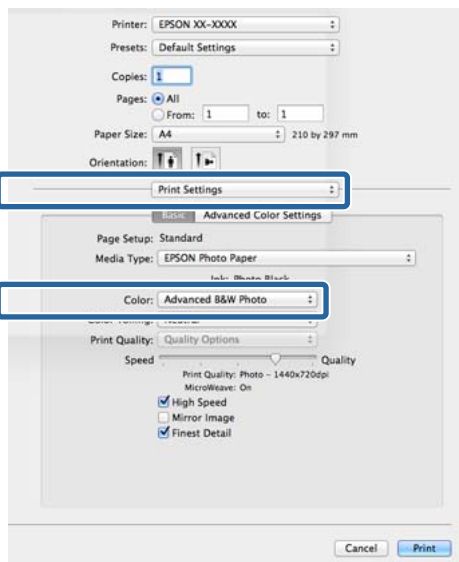 Printer: EPSON XX-XXXX
Presets: Default Settings
Copies: 1
Pages: All
From: 1 to: 1
Paper Size: A4 210 by 297 mm
Orientation:
Print Settings
Basic Advanced Color Settings
Page Setup: Standard
Media Type: EPSON Photo Paper
Ink: Photo Black
Color: Advanced B&W Photo
Color Toning: Neutral
Print Quality: Quality Options
Speed Quality
Print Quality: Photo - 1440x720dpi
MicroWeave: On
High Speed
Mirror Image
Finest Detail
Cancel Print